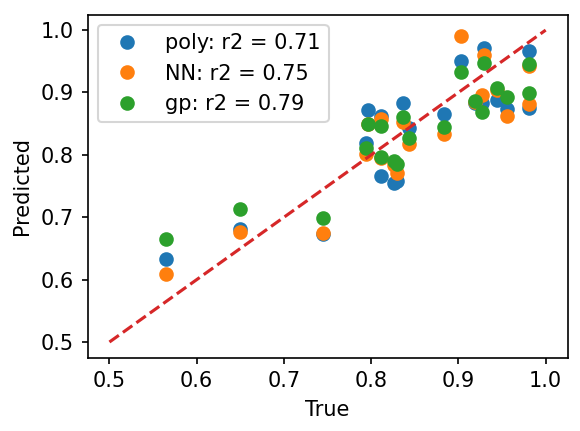 poly: r2 = 0.71
NN: r2 = 0.75
gp: r2 = 0.79
1.0
0.9
0.8
0.7
0.6
0.5
Predicted
0.5 0.6 0.7 0.8 0.9 1.0
True